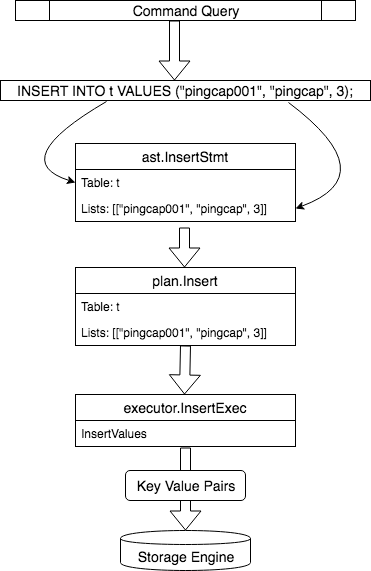 Command Query
INSERT INTO t VALUES ("pingcap001", "pingcap", 3);
ast.InsertStmt
Table: t
Lists: [["pingcap001", "pingcap", 3]]
plan.Insert
Table: t
Lists: [["pingcap001", "pingcap", 3]]
executor.InsertExec
InsertValues
Key Value Pairs
Storage Engine